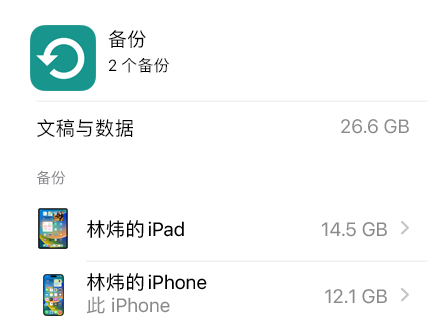 备份
2 个备份
文稿与数据 26.6 GB
备份
林炜的 iPad 14.5 GB
林炜的 iPhone
此 iPhone 12.1 GB